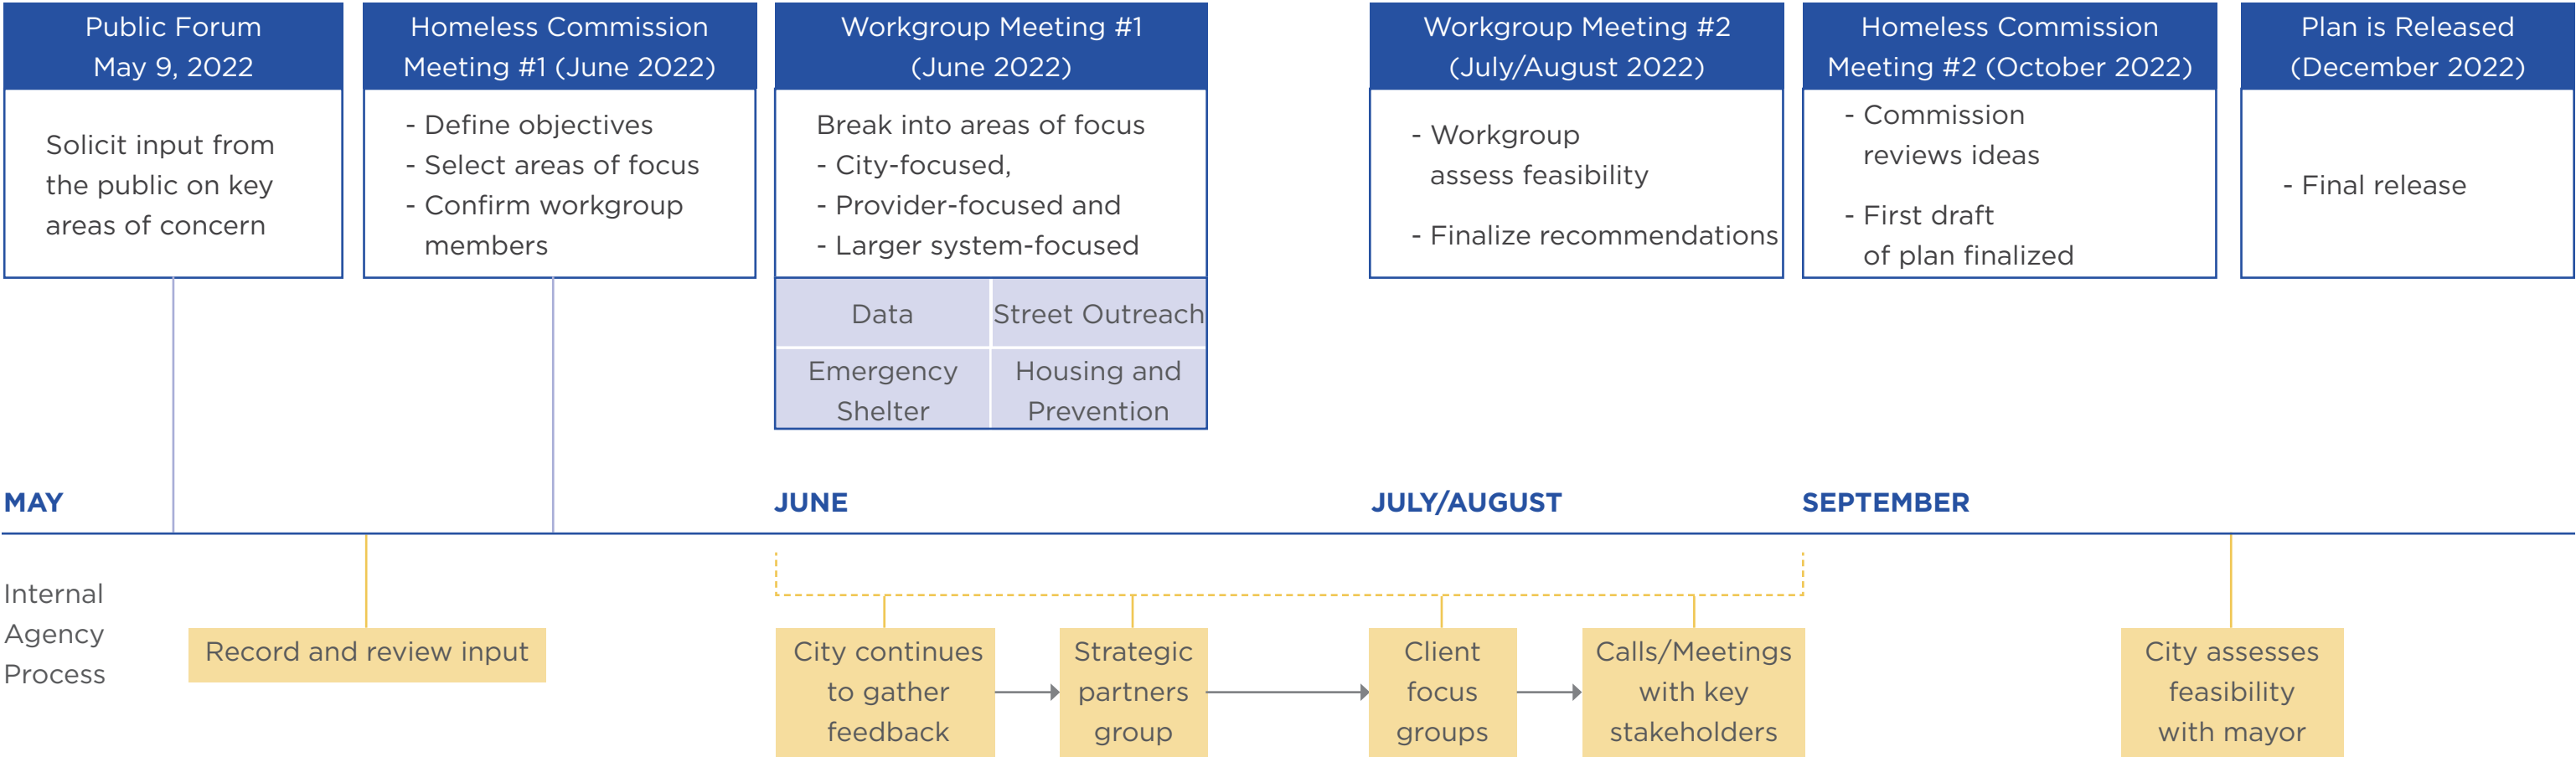 Public Forum
May 9, 2022
Solicit input from
the public on key
areas of concern
Homeless Commission
Meeting #1 (June 2022)
- Define objectives
- Select areas of focus
- Confirm workgroup
members
Workgroup Meeting #1
(June 2022)
Break into areas of focus
- City-focused,
- Provider-focused and
- Larger system-focused
Data
Street Outreach
Emergency
Shelter
Housing and
Prevention
Workgroup Meeting #2
(July/August 2022)
- Workgroup
assess feasibility
- Finalize recommendations
Homeless Commission
Meeting #2 (October 2022)
- Commission
reviews ideas
- First draft
of plan finalized
Plan is Released
(December 2022)
- Final release
MAY
JUNE
JULY/AUGUST
SEPTEMBER
Internal
Agency
Process
Record and review input
City continues
to gather
feedback
Strategic
partners
group
Client
focus
groups
Calls/Meetings
with key
stakeholders
City assesses
feasibility
with mayor